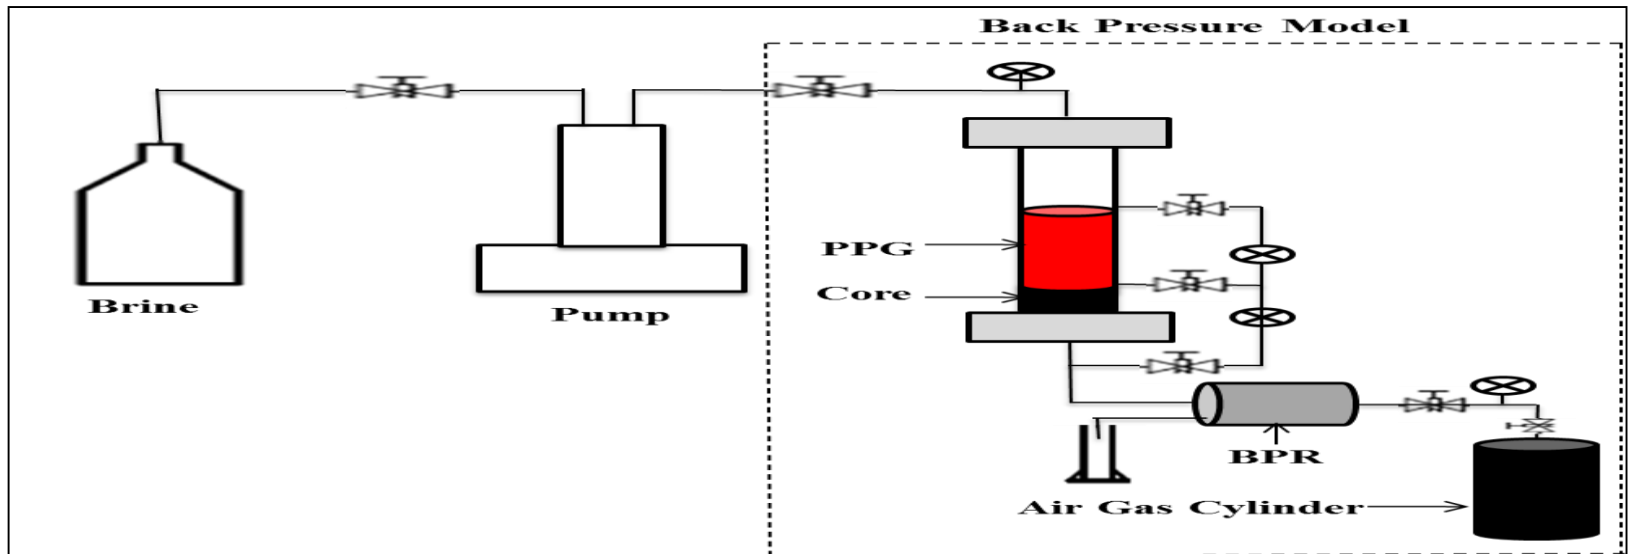 Back Pressure Model
PPG
Core
Brine
Pump
BPR
Air Gas Cylinder